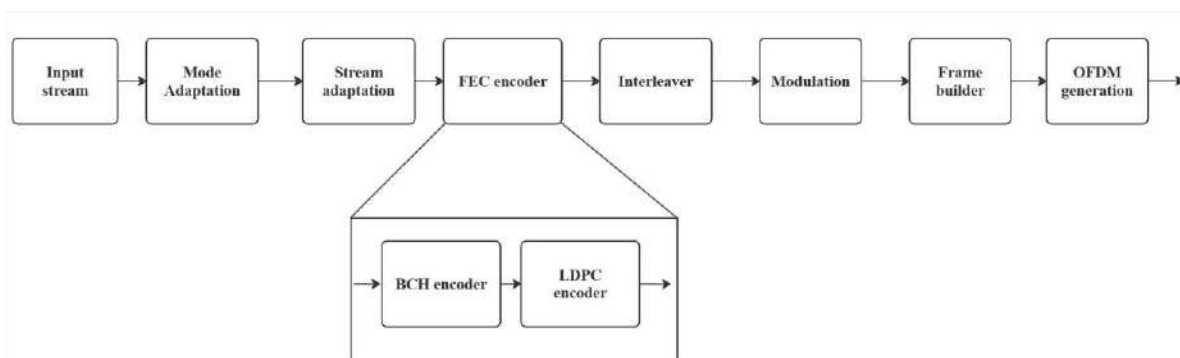 Input
stream
Mode
Adaptation
Stream
adaptation
FEC encoder
Interleaver
Modulation
Frame
builder
OFDM
generation
BCH encoder
LDPC
encoder